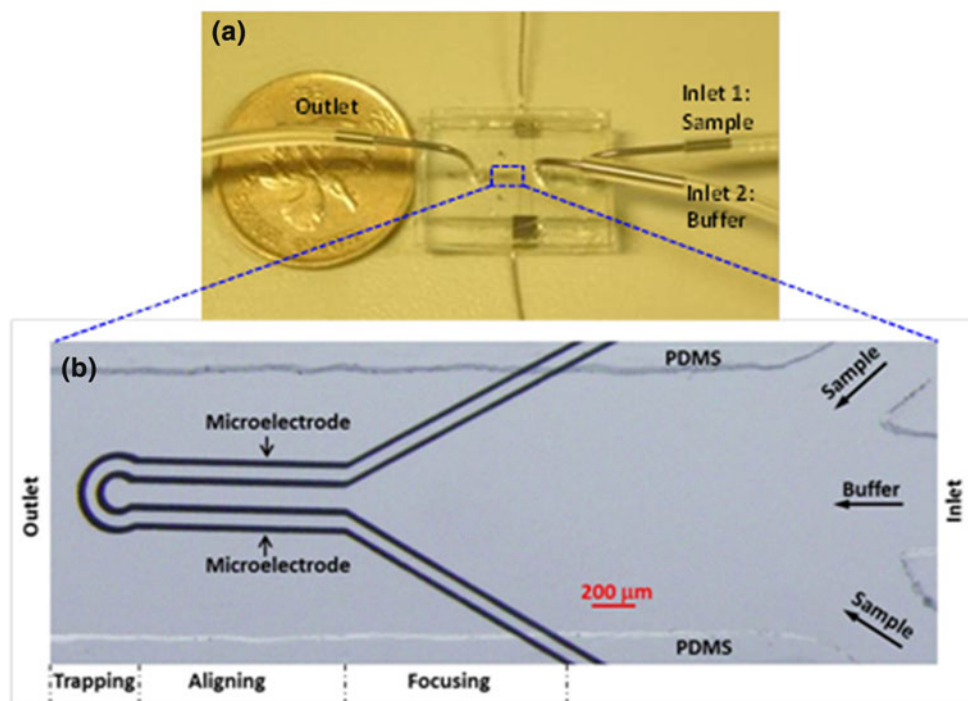 (a)
Outlet
Inlet 1:
Sample
Inlet 2:
Buffer
(b)
PDMS
Sample
Microelectrode
Outlet
Buffer
Inlet
Microelectrode
200 µm
Sample
PDMS
Trapping
Aligning
Focusing